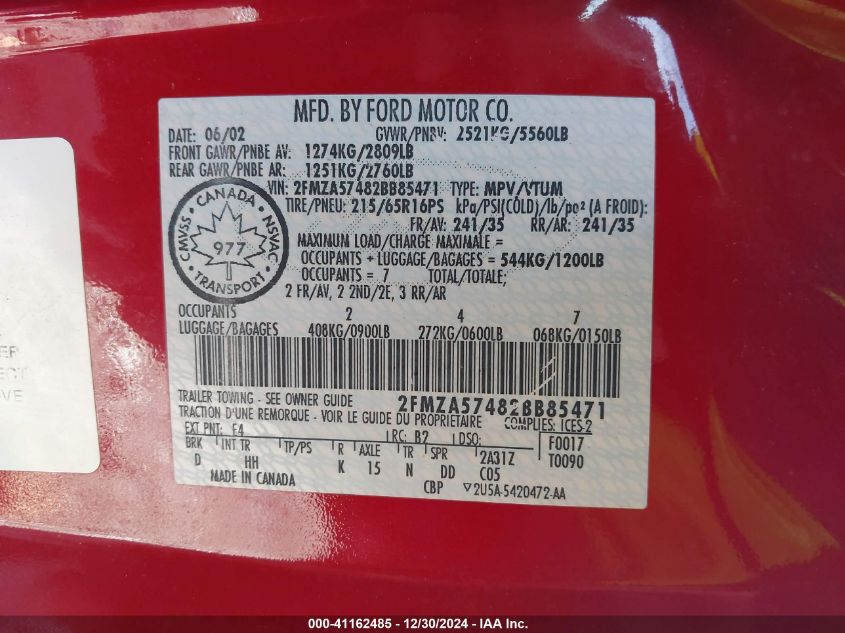 MFD. BY FORD MOTOR CO.
DATE: 06/02 GVWR/PNBV: 2521KG/5560LB
FRONT GAWR/PNBE AV: 1274KG/2809LB
REAR GAWR/PNBE AR: 1251KG/2760LB
VIN: 2FMZA57482BB85471 TYPE: MPV/VTUM
TIRE/PNEU: 215/65R16PS kPa/PSI(COLD)/lb/po² (A FROID):
FR/AV: 241/35 RR/AR: 241/35
MAXIMUM LOAD/CHARGE MAXIMALE =
OCCUPANTS + LUGGAGE/BAGAGES = 544KG/1200LB
OCCUPANTS = 7 TOTAL/TOTALE;
2 FR/AV, 2 2ND/2E, 3 RR/AR
CANADA
CMVSS NSVAC
977
TRANSPORT
OCCUPANTS 2 4 7
LUGGAGE/BAGAGES 408KG/0900LB 272KG/0600LB 068KG/0150LB
TRAILER TOWING - SEE OWNER GUIDE 2FMZA57482BB85471
TRACTION D'UNE REMORQUE - VOIR LE GUIDE DU PROPRIETAIRE COMPLIES: ICES-2
EXT PNT: F4 RC: B2 DSO: F0017
BRK INT TR TP/PS R AXLE TR SPR 2A31Z T0090
D HH K 15 N DD C05
MADE IN CANADA CBP ▽2U5A-5420472-AA
ER
ECT
VE
000-41162485 - 12/30/2024 - IAA Inc.